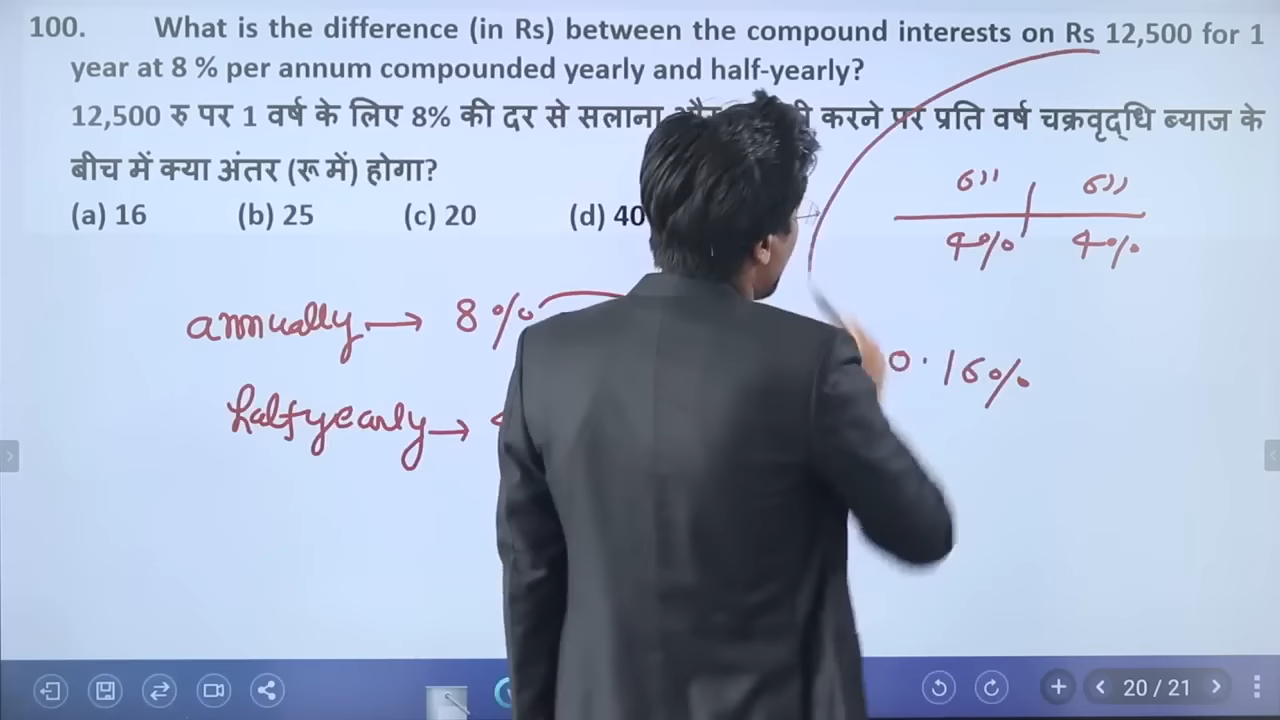 100. What is the difference (in Rs) between the compound interests on Rs 12,500 for 1
year at 8 % per annum compounded yearly and half-yearly?
12,500 रु पर 1 वर्ष के लिए 8% की दर से सलाना करने पर प्रति वर्ष चक्रवृद्धि ब्याज के
बीच में क्या अंतर (रू में) होगा?
(a) 16 (b) 25 (c) 20 (d) 40
6)) 6))
4% 4%
annually → 8%
0.16%
halfyearly →
20 / 21